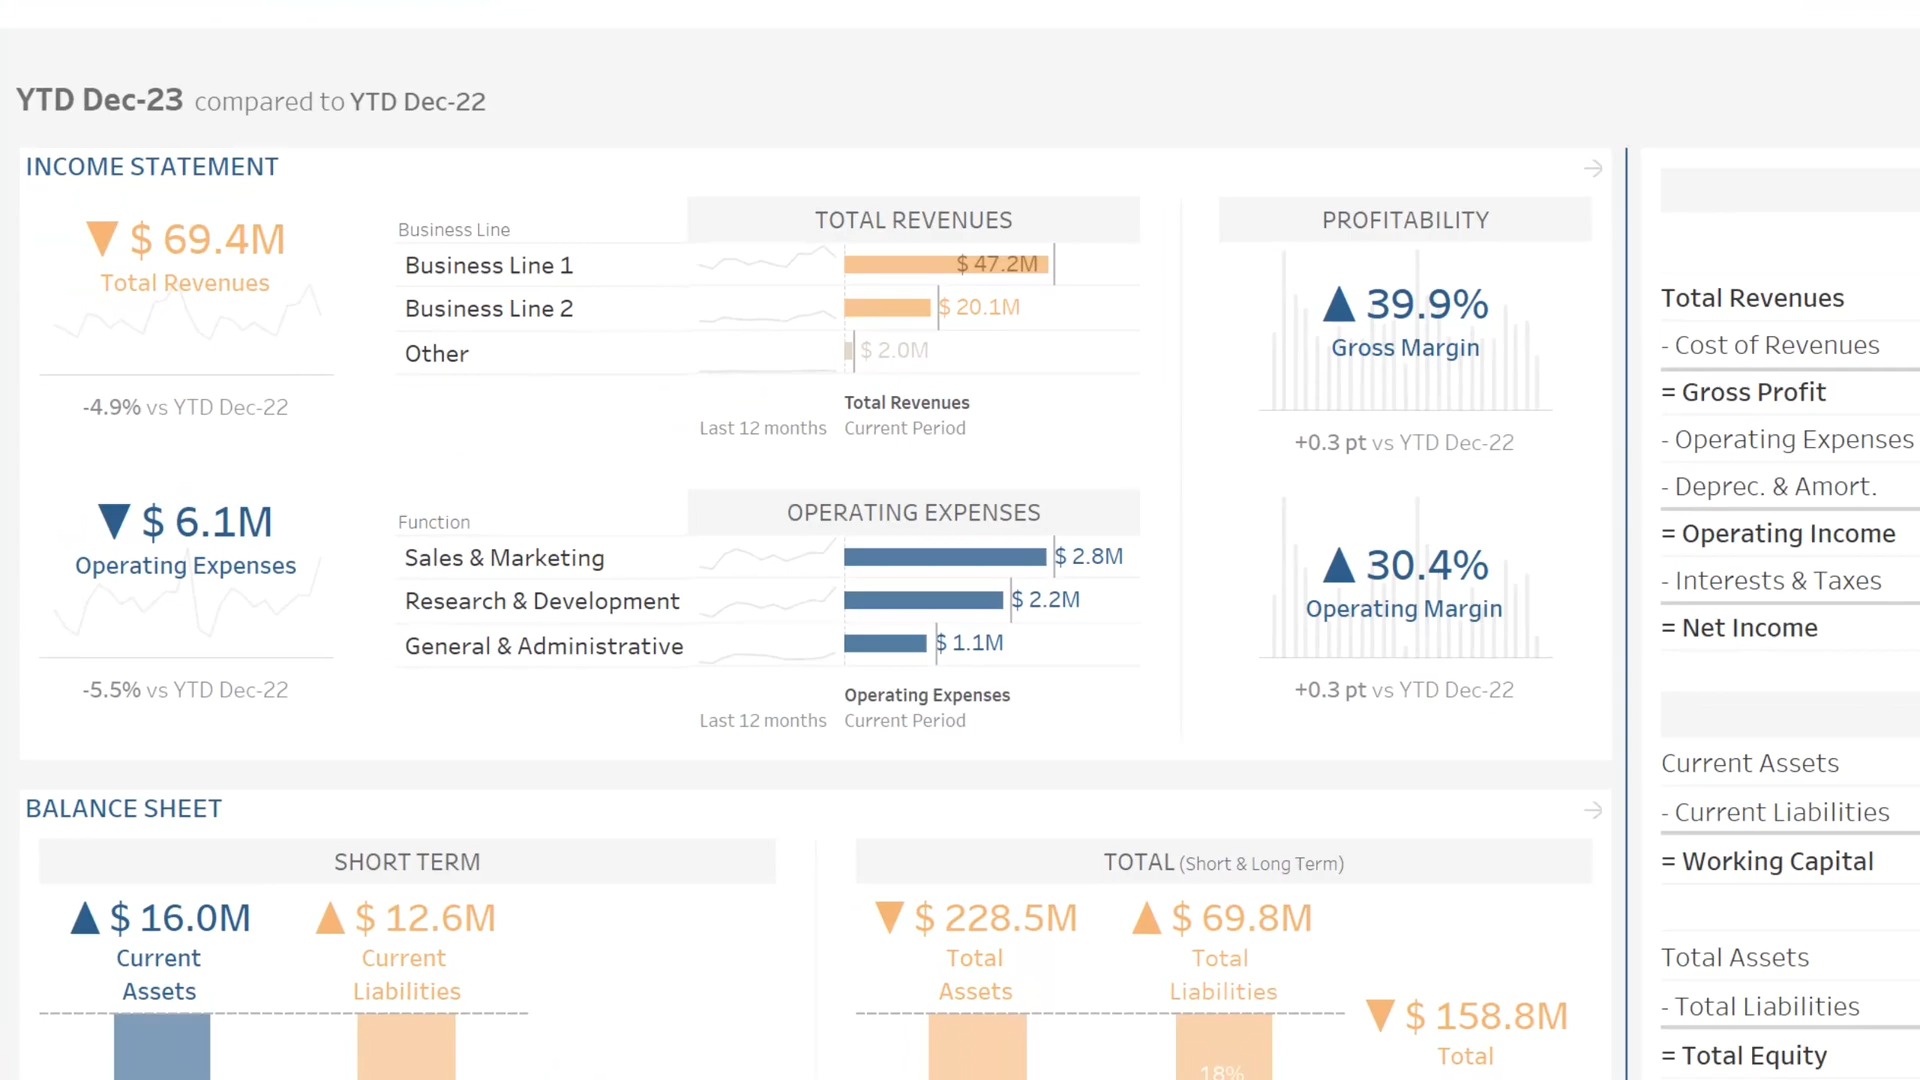 YTD Dec-23 compared to YTD Dec-22
INCOME STATEMENT
$ 69.4M
Total Revenues
-4.9% vs YTD Dec-22
Business Line
TOTAL REVENUES
Business Line 1
$ 47.2M
Business Line 2
$ 20.1M
Other
$ 2.0M
Last 12 months
Total Revenues
Current Period
PROFITABILITY
39.9%
Gross Margin
+0.3 pt vs YTD Dec-22
$ 6.1M
Operating Expenses
-5.5% vs YTD Dec-22
Function
OPERATING EXPENSES
Sales & Marketing
$ 2.8M
Research & Development
$ 2.2M
General & Administrative
$ 1.1M
Last 12 months
Operating Expenses
Current Period
30.4%
Operating Margin
+0.3 pt vs YTD Dec-22
BALANCE SHEET
SHORT TERM
$ 16.0M
Current
Assets
$ 12.6M
Current
Liabilities
TOTAL (Short & Long Term)
$ 228.5M
Total
Assets
$ 69.8M
Total
Liabilities
18%
$ 158.8M
Total
Total Revenues
- Cost of Revenues
= Gross Profit
- Operating Expenses
- Deprec. & Amort.
= Operating Income
- Interests & Taxes
= Net Income
Current Assets
- Current Liabilities
= Working Capital
Total Assets
- Total Liabilities
= Total Equity